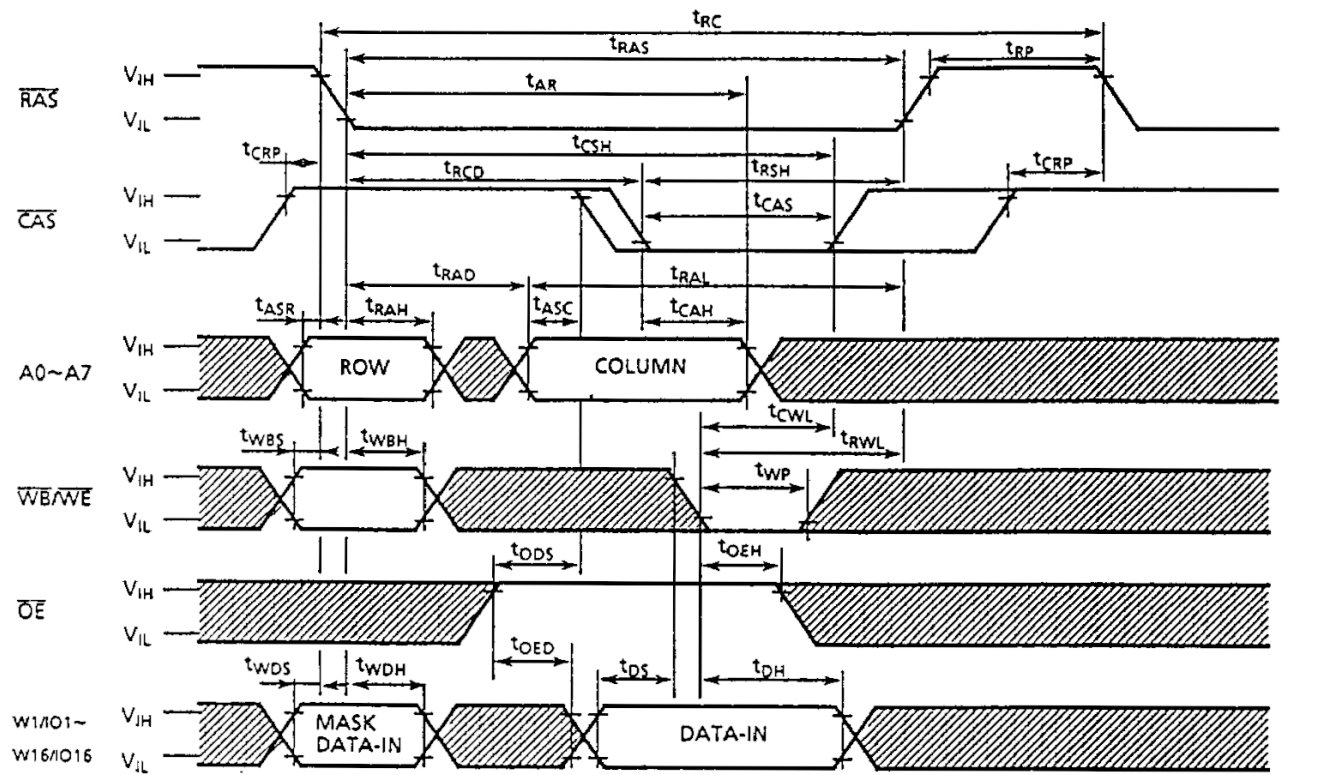 tRC
tRAS
tRP
VIH
RAS
tAR
VIL
tCSH
tCRP
tRCD
tRSH
tCRP
VIH
CAS
tCAS
VIL
tRAD
tRAL
tASR
tRAH
tASC
tCAH
VIH
A0~A7
ROW
COLUMN
VIL
tCWL
tWBS
tWBH
tRWL
VIH
WB/WE
tWP
VIL
tODS
tOEH
VIH
OE
VIL
tOED
tWDS
tWDH
tDS
tDH
W1/IO1~
W16/IO16
VIH
MASK
DATA-IN
DATA-IN
VIL